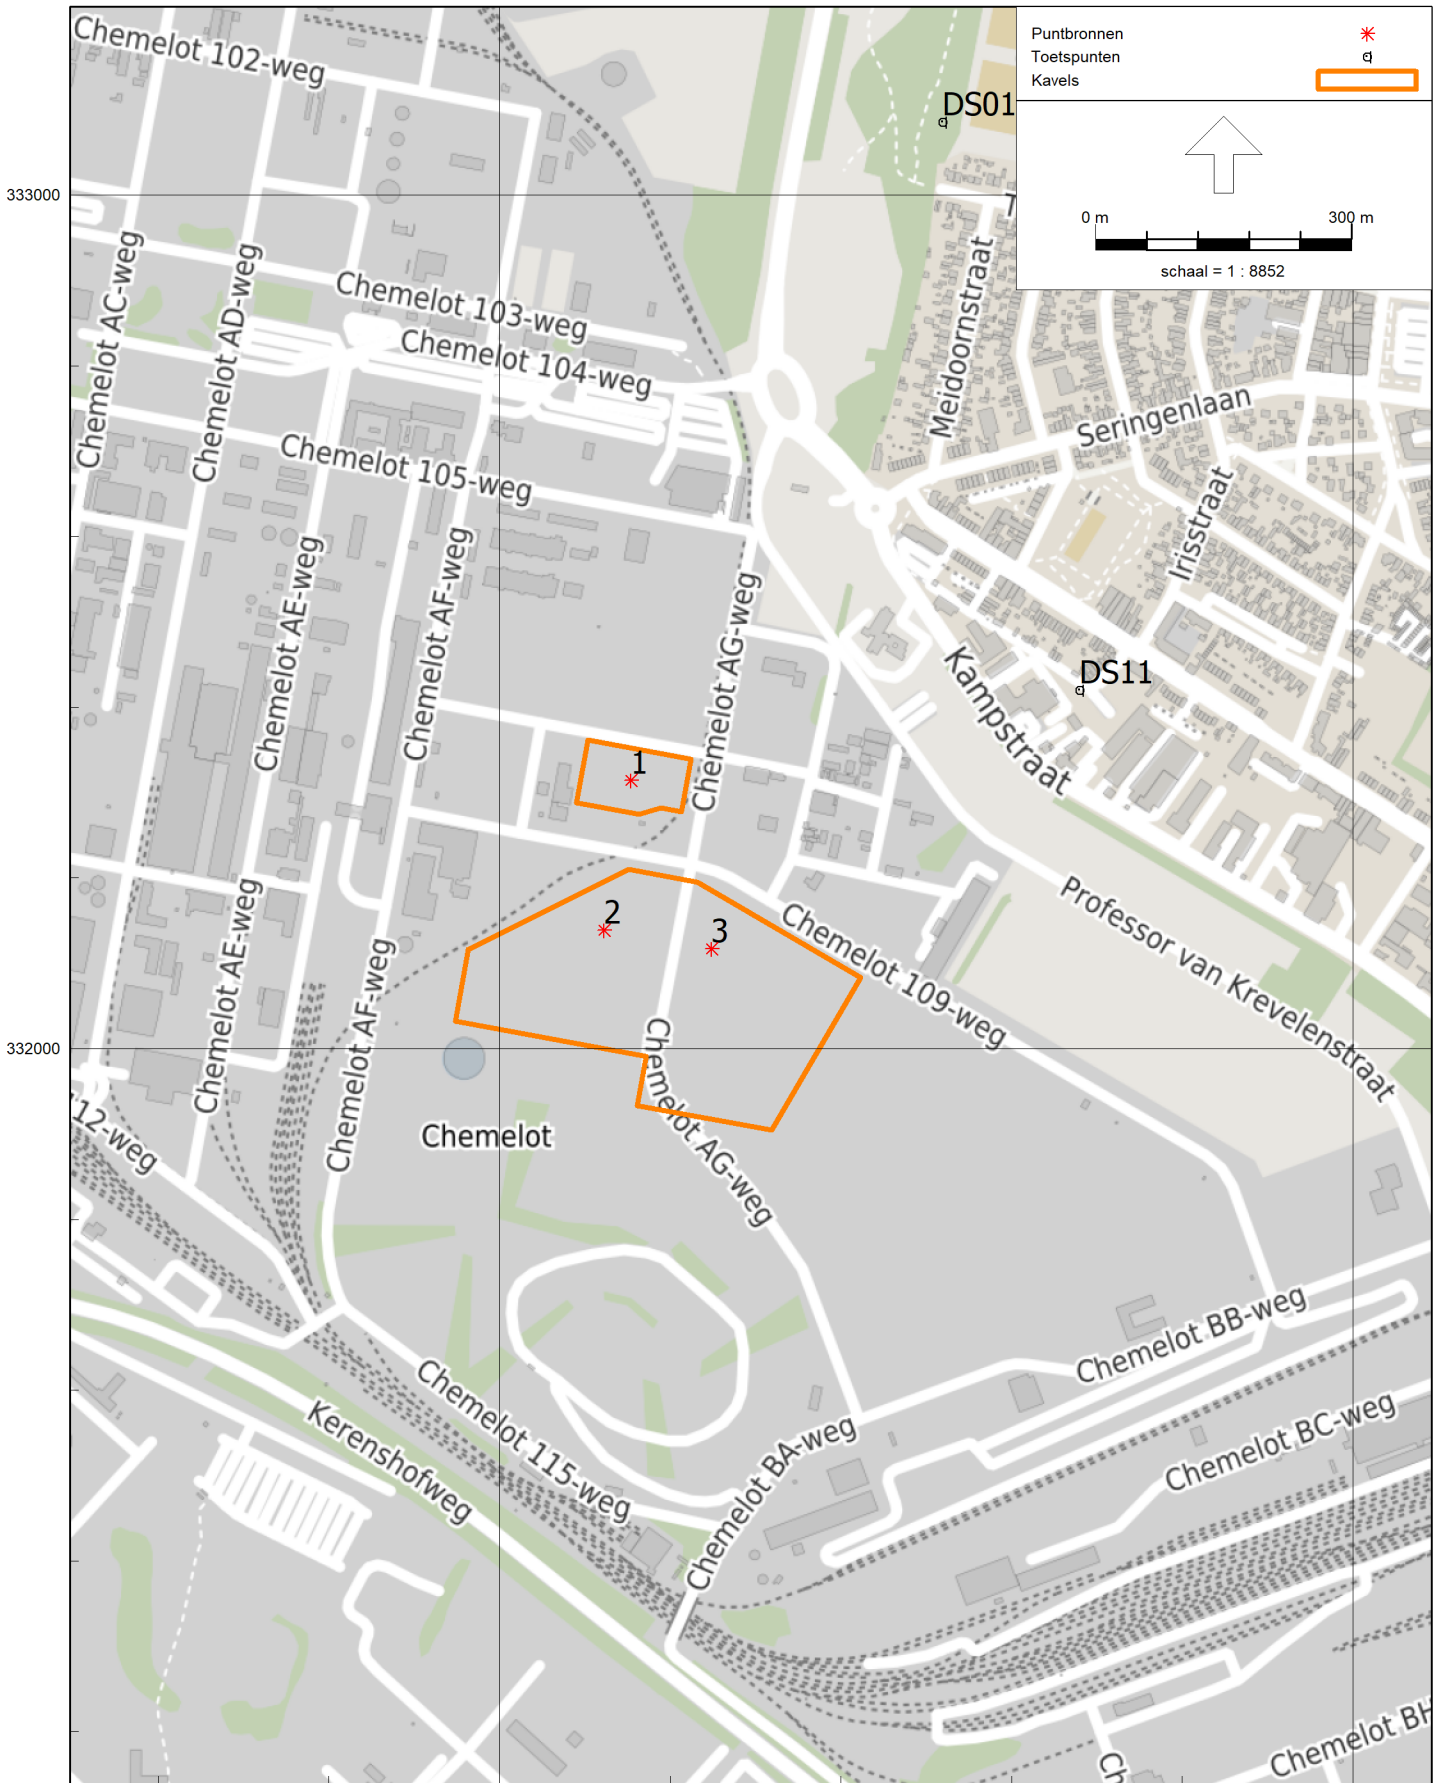 Puntbronnen
Toetspunten
Kavels
0 m
300 m
schaal = 1 : 8852
333000
332000
Chemelot 102-weg
DS01
Chemelot AC-weg
Chemelot AD-weg
Chemelot 103-weg
Chemelot 104-weg
Meidoornstraat
Seringenlaan
Chemelot 105-weg
Irisstraat
Chemelot AE-weg
Chemelot AF-weg
Chemelot AG-weg
Kampstraat
DS11
1
2
3
Chemelot 109-weg
Professor van Krevelenstraat
Chemelot AE-weg
Chemelot AF-weg
112-weg
Chemelot
Chemelot AG-weg
Chemelot BB-weg
Chemelot 115-weg
Kerenshofweg
Chemelot BA-weg
Chemelot BC-weg
Chemelot BH
Ch